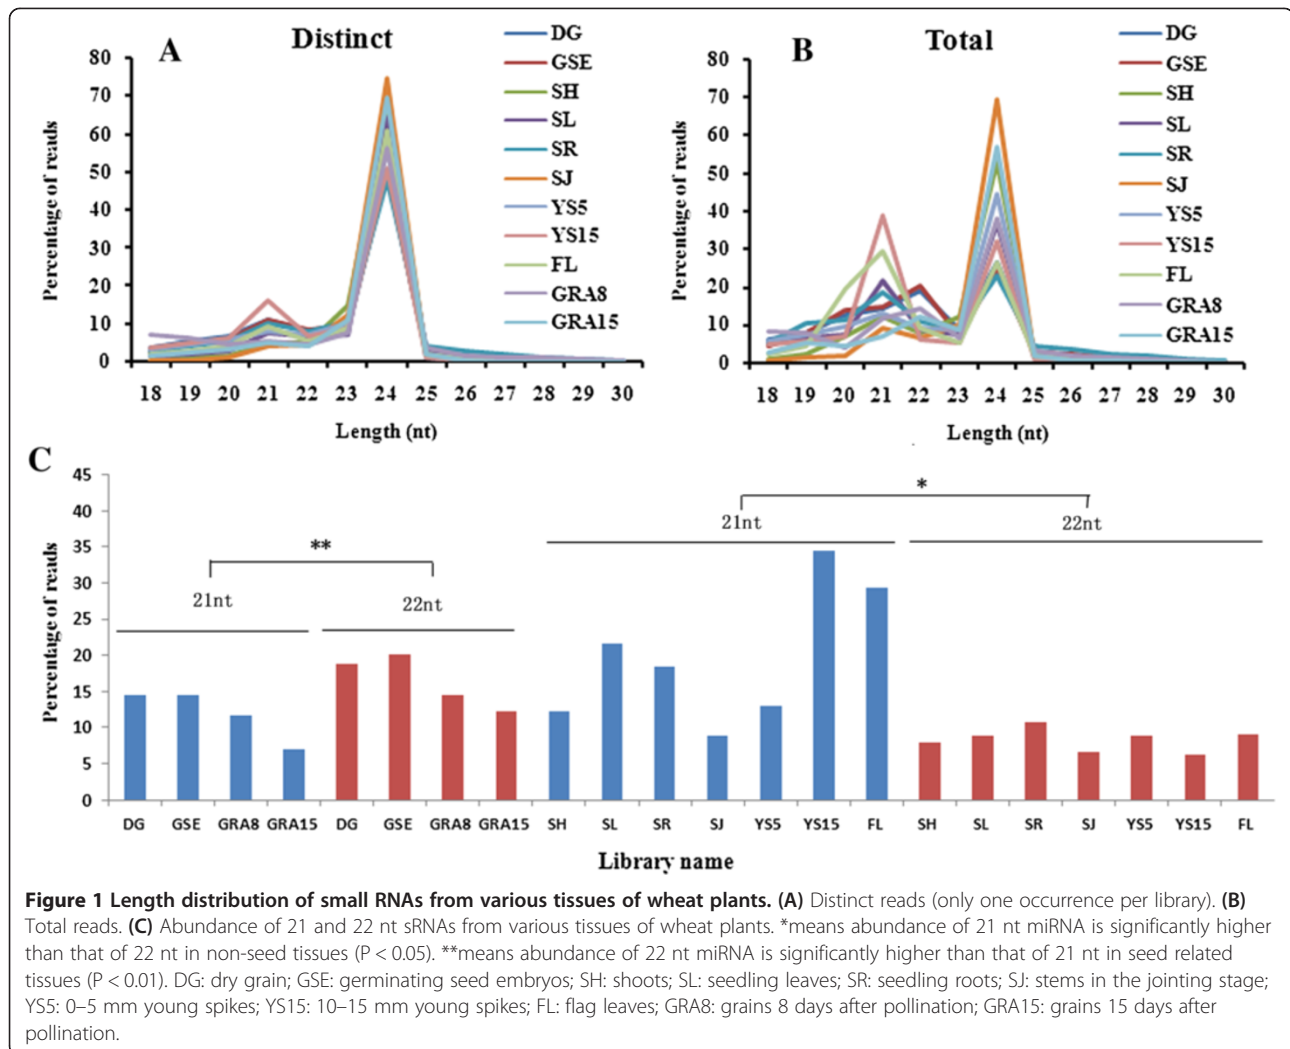 A
Distinct
Percentage of reads
80
70
60
50
40
30
20
10
0
18 19 20 21 22 23 24 25 26 27 28 29 30
Length (nt)
DG
GSE
SH
SL
SR
SJ
YS5
YS15
FL
GRA8
GRA15
B
Total
Percentage of reads
80
70
60
50
40
30
20
10
0
18 19 20 21 22 23 24 25 26 27 28 29 30
Length (nt)
DG
GSE
SH
SL
SR
SJ
YS5
YS15
FL
GRA8
GRA15
C
Percentage of reads
45
40
35
30
25
20
15
10
5
0
**
21nt
22nt
*
21nt
22nt
DG GSE GRA8 GRA15 DG GSE GRA8 GRA15 SH SL SR SJ YS5 YS15 FL SH SL SR SJ YS5 YS15 FL
Library name
Figure 1 Length distribution of small RNAs from various tissues of wheat plants. (A) Distinct reads (only one occurrence per library). (B)
Total reads. (C) Abundance of 21 and 22 nt sRNAs from various tissues of wheat plants. *means abundance of 21 nt miRNA is significantly higher
than that of 22 nt in non-seed tissues (P < 0.05). **means abundance of 22 nt miRNA is significantly higher than that of 21 nt in seed related
tissues (P < 0.01). DG: dry grain; GSE: germinating seed embryos; SH: shoots; SL: seedling leaves; SR: seedling roots; SJ: stems in the jointing stage;
YS5: 0–5 mm young spikes; YS15: 10–15 mm young spikes; FL: flag leaves; GRA8: grains 8 days after pollination; GRA15: grains 15 days after
pollination.